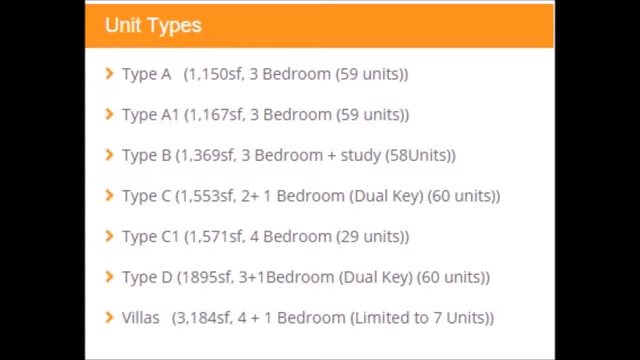 Unit Types
Type A (1,150sf, 3 Bedroom (59 units))
Type A1 (1,167sf, 3 Bedroom (59 units))
Type B (1,369sf, 3 Bedroom + study (58Units))
Type C (1,553sf, 2+ 1 Bedroom (Dual Key) (60 units))
Type C1 (1,571sf, 4 Bedroom (29 units))
Type D (1895sf, 3+1Bedroom (Dual Key) (60 units))
Villas (3,184sf, 4 + 1 Bedroom (Limited to 7 Units))